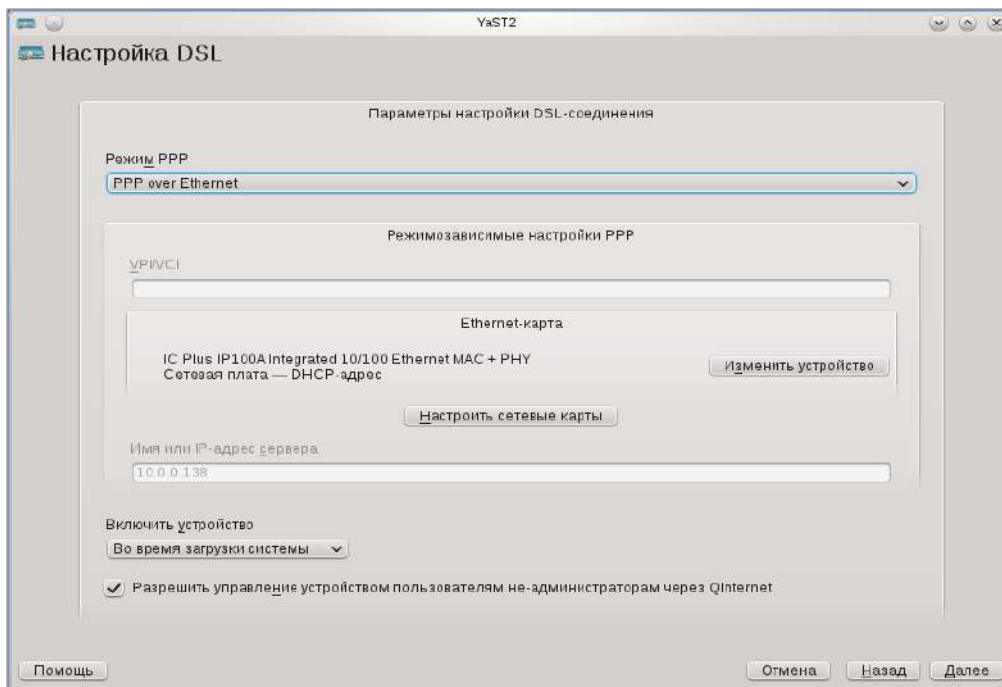 YaST2
Настройка DSL
Параметры настройки DSL-соединения
Режим PPP
PPP over Ethernet
Режимозависимые настройки PPP
VPI/VCI
Ethernet-карта
IC Plus IP100A Integrated 10/100 Ethernet MAC + PHY
Сетевая плата — DHCP-адрес
Изменить устройство
Настроить сетевые карты
Имя или IP-адрес сервера
10.0.0.138
Включить устройство
Во время загрузки системы
Разрешить управление устройством пользователям не-администраторам через QInternet
Помощь
Отмена
Назад
Далее